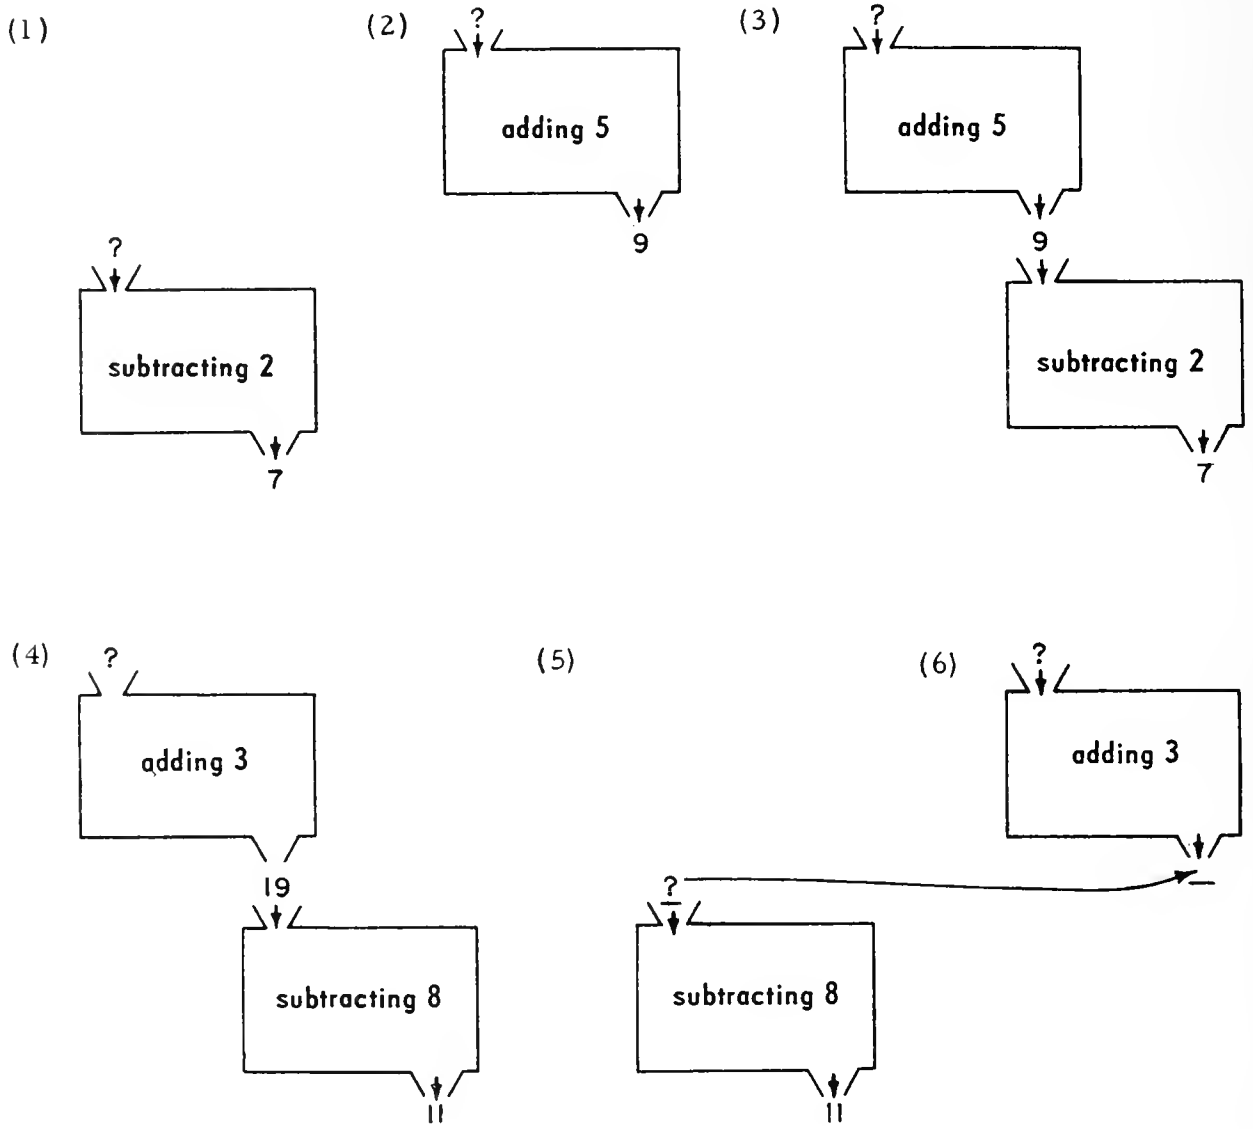 (1)
?
subtracting 2
7
(2)
?
adding 5
9
(3)
?
adding 5
9
subtracting 2
7
(4)
?
adding 3
19
subtracting 8
11
(5)
?
subtracting 8
11
(6)
?
adding 3